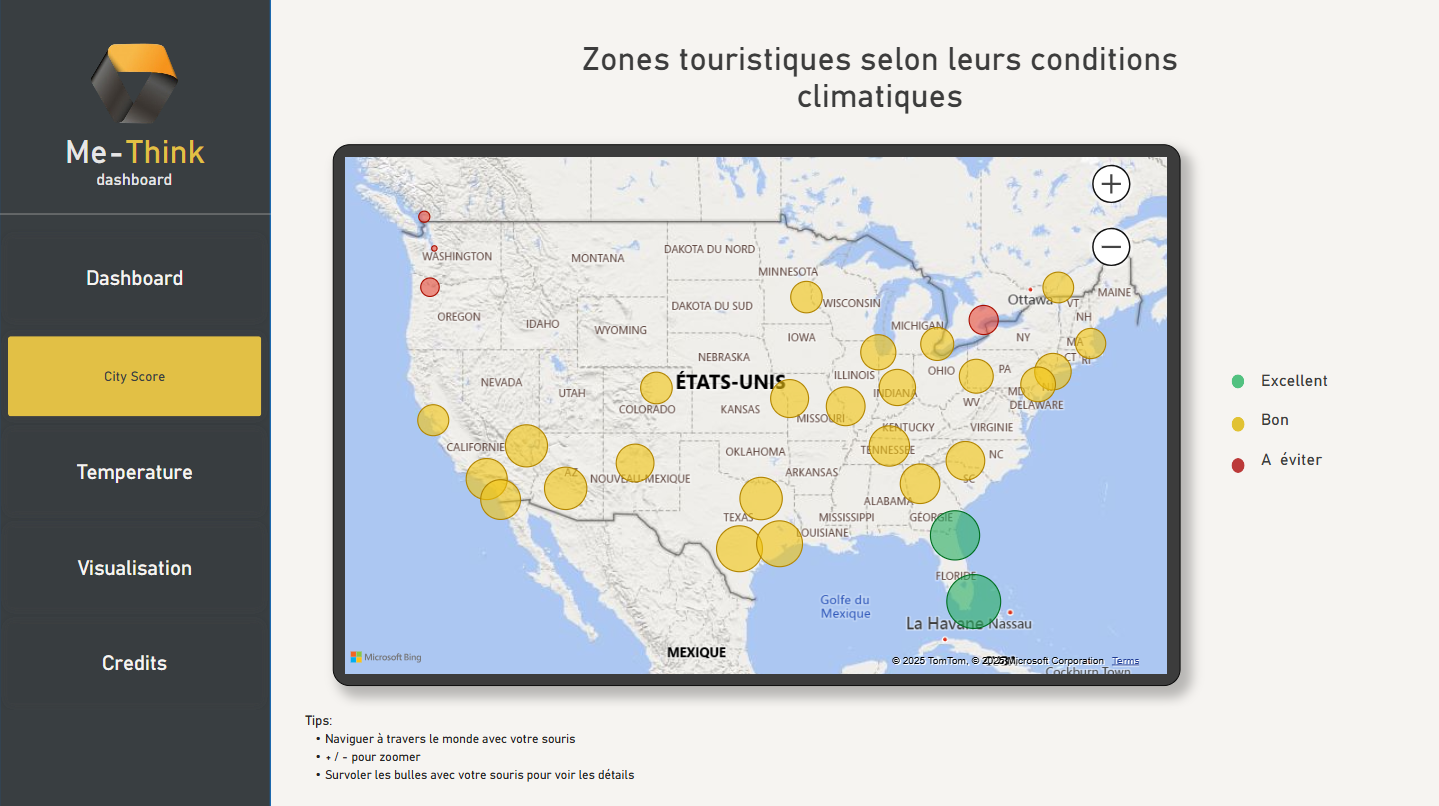 Me-Think
dashboard
Dashboard
City Score
Temperature
Visualisation
Credits
Zones touristiques selon leurs conditions
climatiques
WASHINGTON
MONTANA
DAKOTA DU NORD
MINNESOTA
OREGON
IDAHO
WYOMING
DAKOTA DU SUD
WISCONSIN
MICHIGAN
Ottawa
VT
MAINE
NH
NY
MA
CT
RI
IOWA
NEBRASKA
ÉTATS-UNIS
ILLINOIS
INDIANA
OHIO
PA
MD
DELAWARE
NEVADA
UTAH
COLORADO
KANSAS
MISSOURI
WV
KENTUCKY
VIRGINIE
CALIFORNIE
AZ
NOUVEAU-MEXIQUE
OKLAHOMA
ARKANSAS
TENNESSEE
NC
SC
TEXAS
LOUISIANE
MISSISSIPPI
ALABAMA
GÉORGIE
FLORIDE
Golfe du
Mexique
La Havane
Nassau
MEXIQUE
Microsoft Bing
© 2025 TomTom, © 2025 Microsoft Corporation Terms
Cockburn Town
Excellent
Bon
A éviter
Tips:
• Naviguer à travers le monde avec votre souris
• + / - pour zoomer
• Survoler les bulles avec votre souris pour voir les détails